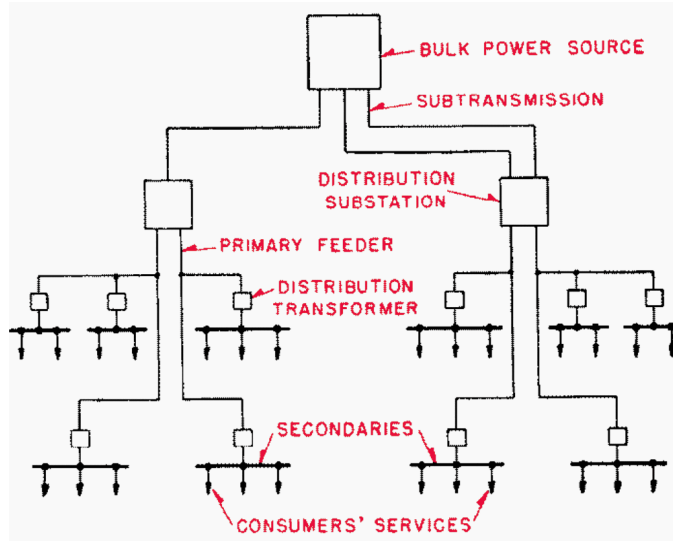 BULK POWER SOURCE
SUBTRANSMISSION
DISTRIBUTION
SUBSTATION
PRIMARY FEEDER
DISTRIBUTION
TRANSFORMER
SECONDARIES
CONSUMERS' SERVICES